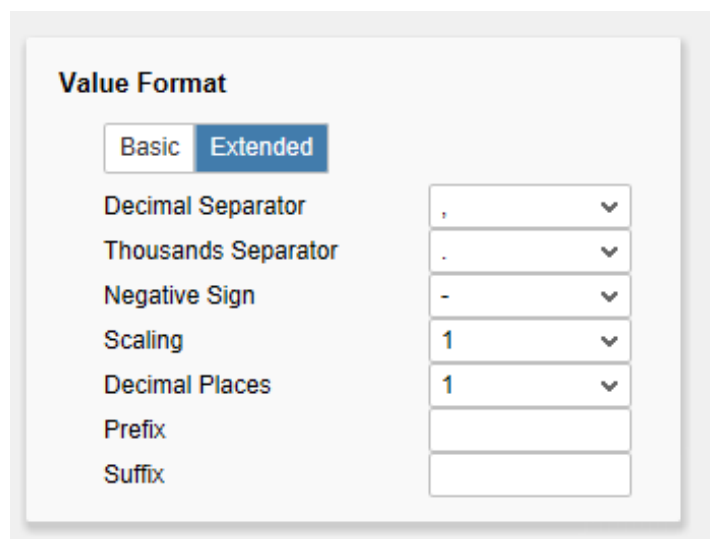 Value Format
Basic Extended
Decimal Separator ,
Thousands Separator .
Negative Sign -
Scaling 1
Decimal Places 1
Prefix
Suffix